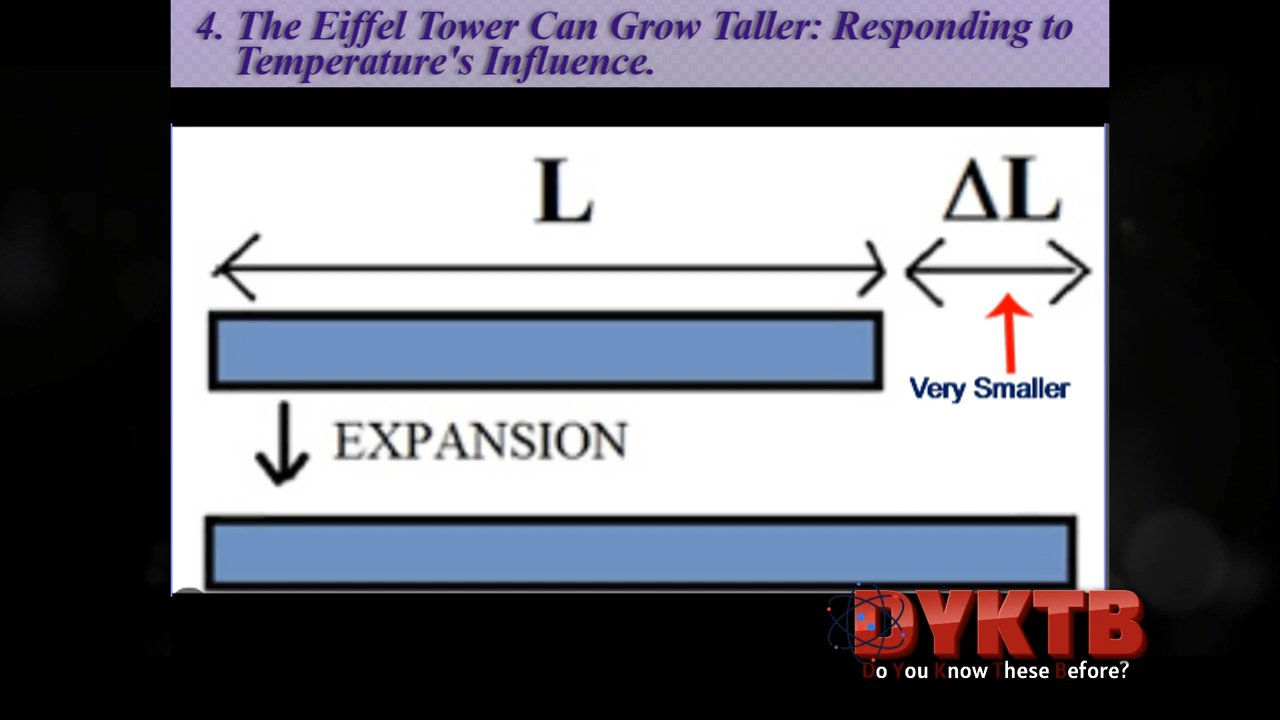 4. The Eiffel Tower Can Grow Taller: Responding to
Temperature's Influence.
L
ΔL
Very Smaller
EXPANSION
DYKTB
Do You Know These Before?